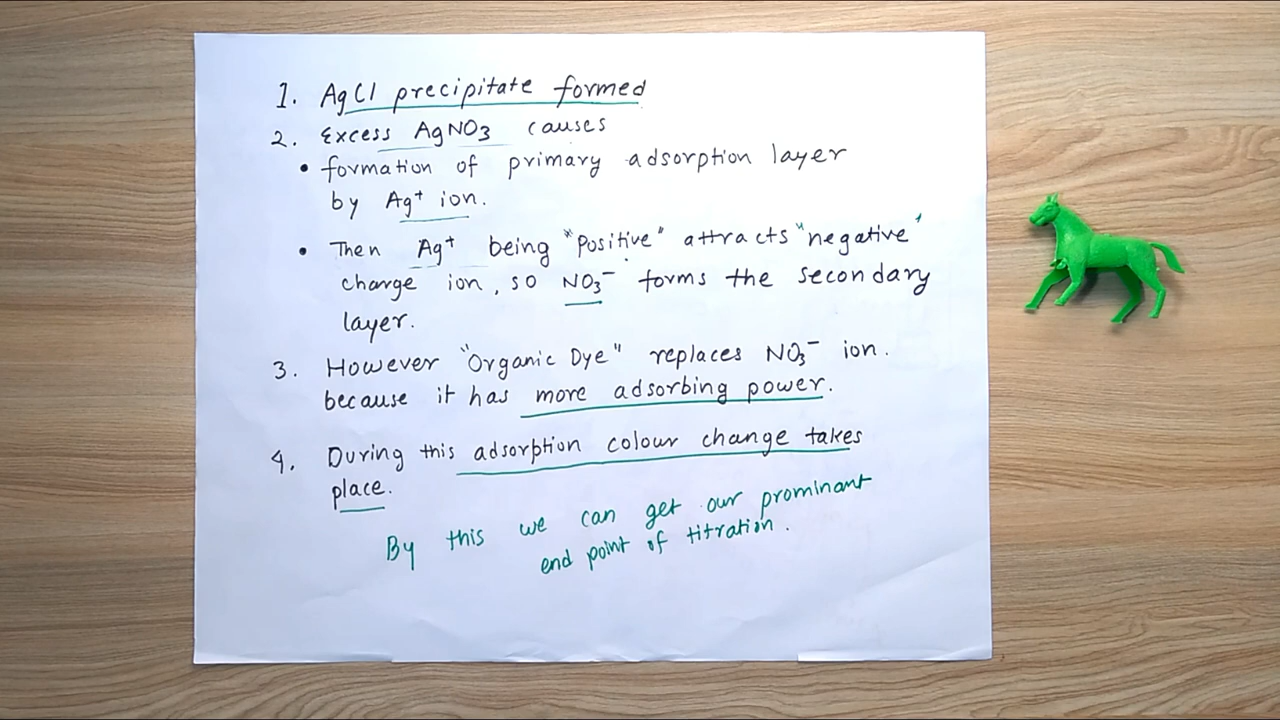 1. AgCl precipitate formed
2. Excess AgNO3 causes
• formation of primary adsorption layer
by Ag⁺ ion.
• Then Ag⁺ being "Positive" attracts "negative"
charge ion, so NO3⁻ forms the secondary
layer.
3. However "Organic Dye" replaces NO3⁻ ion.
because it has more adsorbing power.
4. During this adsorption colour change takes
place.
By this we can get our prominant
end point of titration.